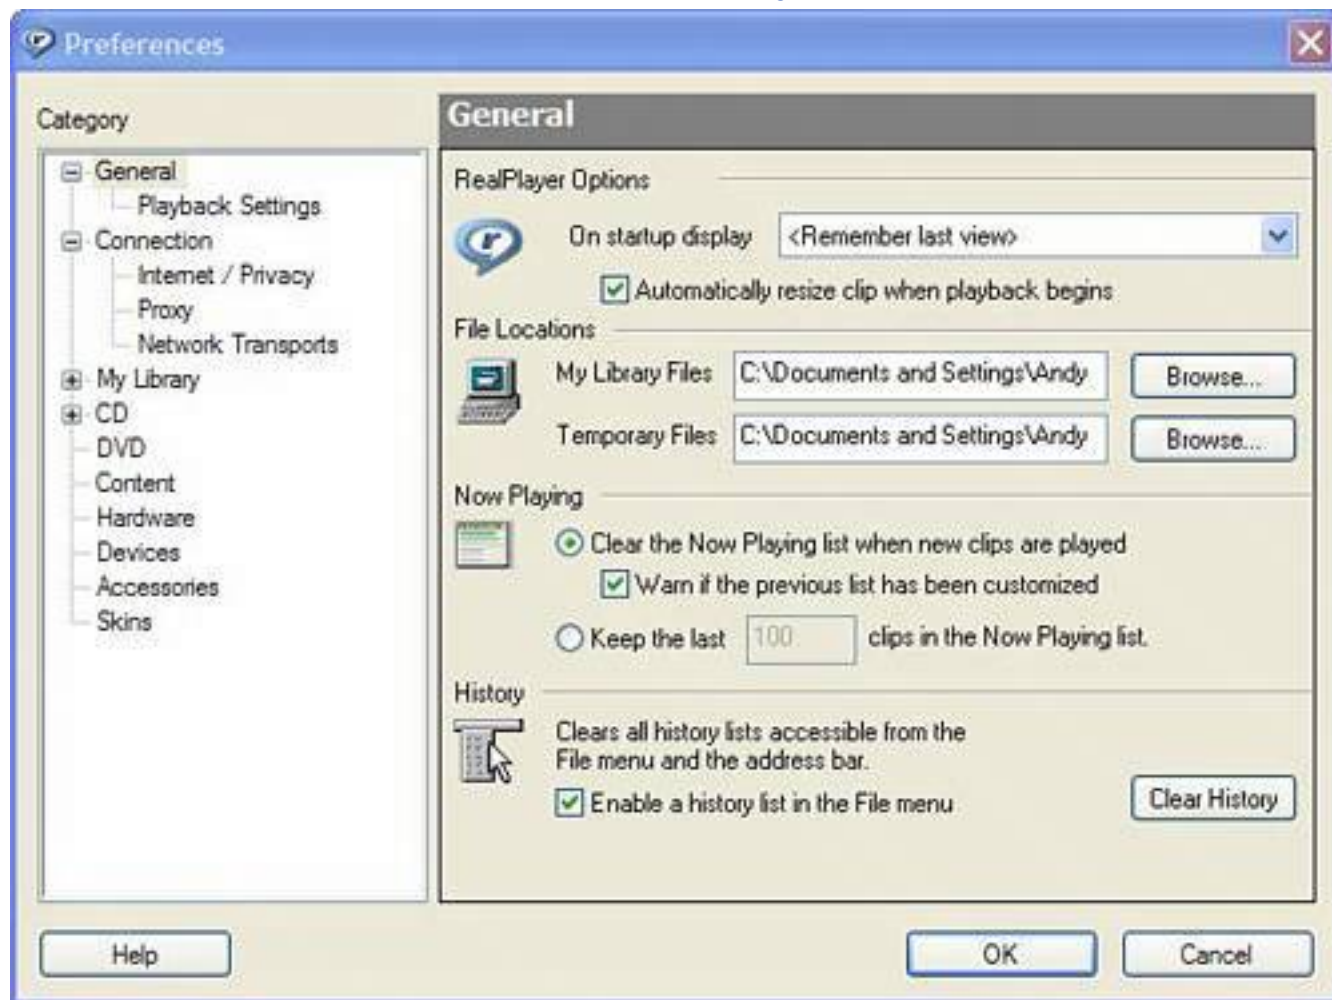 Preferences
Category
General
Playback Settings
Connection
Internet / Privacy
Proxy
Network Transports
My Library
CD
DVD
Content
Hardware
Devices
Accessories
Skins
General
RealPlayer Options
On startup display <Remember last view>
Automatically resize clip when playback begins
File Locations
My Library Files C:\Documents and Settings\Andy Browse...
Temporary Files C:\Documents and Settings\Andy Browse...
Now Playing
Clear the Now Playing list when new clips are played
Warn if the previous list has been customized
Keep the last 100 clips in the Now Playing list.
History
Clears all history lists accessible from the
File menu and the address bar.
Enable a history list in the File menu Clear History
Help OK Cancel